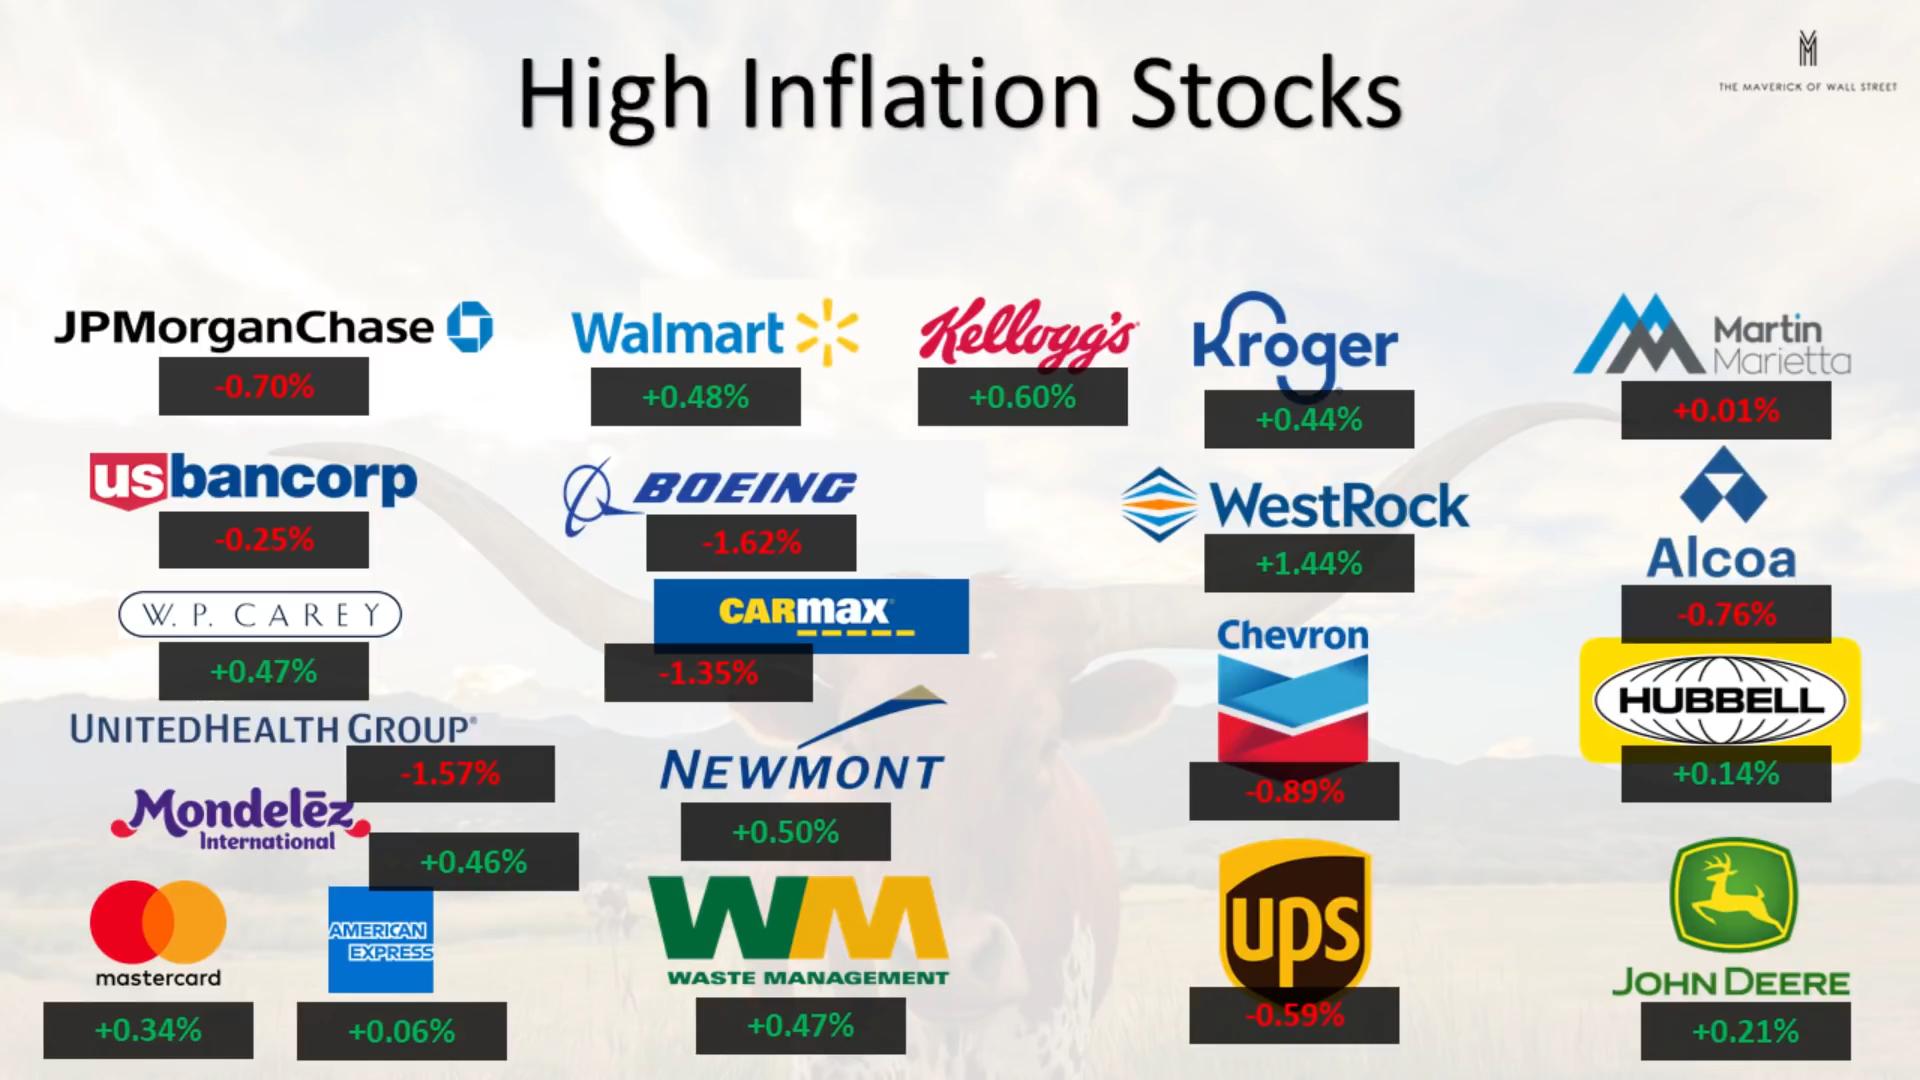 High Inflation Stocks
THE MAVERICK OF WALL STREET
JPMorganChase
-0.70%
Walmart
+0.48%
Kellogg's
+0.60%
Kroger
+0.44%
Martin
Marietta
+0.01%
usbancorp
-0.25%
BOEING
-1.62%
WestRock
+1.44%
Alcoa
-0.76%
W. P. CAREY
+0.47%
CARmax
-1.35%
Chevron
-0.89%
HUBBELL
+0.14%
UNITEDHEALTH GROUP®
-1.57%
NEWMONT
+0.50%
Mondelēz
International
+0.46%
mastercard
+0.34%
AMERICAN
EXPRESS
+0.06%
WM
WASTE MANAGEMENT
+0.47%
ups
-0.59%
JOHN DEERE
+0.21%